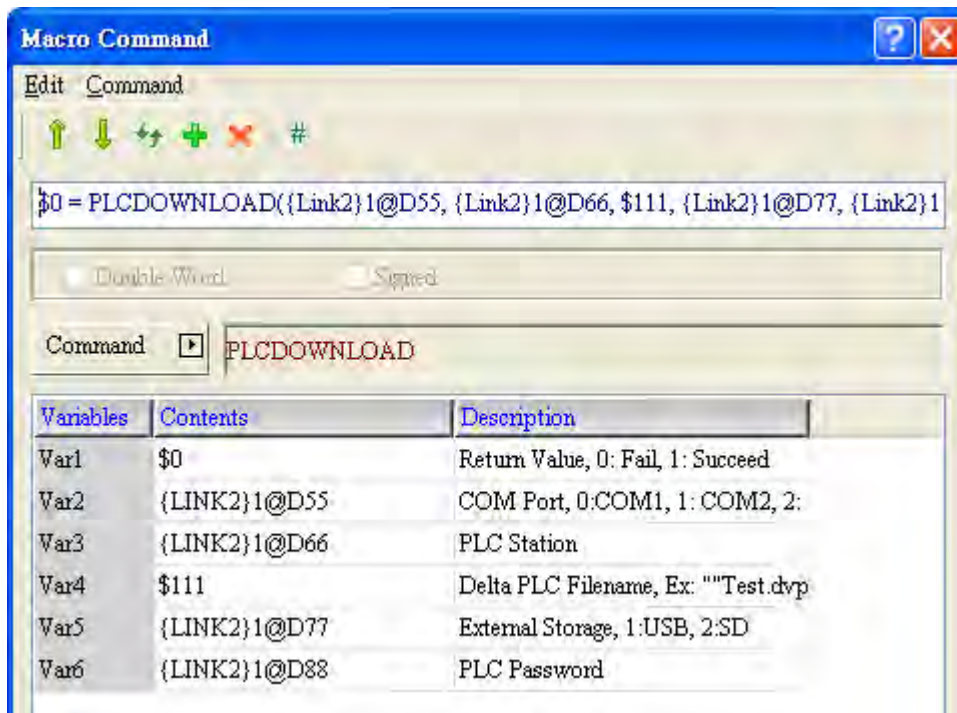 Macro Command
Edit Command
#
$0 = PLCDOWNLOAD({Link2}1@D55, {Link2}1@D66, $111, {Link2}1@D77, {Link2}1
Double Word Signed
Command PLCDOWNLOAD
Variables Contents Description
Var1 $0 Return Value, 0: Fail, 1: Succeed
Var2 {LINK2}1@D55 COM Port, 0:COM1, 1: COM2, 2:
Var3 {LINK2}1@D66 PLC Station
Var4 $111 Delta PLC Filename, Ex: ""Test.dvp
Var5 {LINK2}1@D77 External Storage, 1:USB, 2:SD
Var6 {LINK2}1@D88 PLC Password